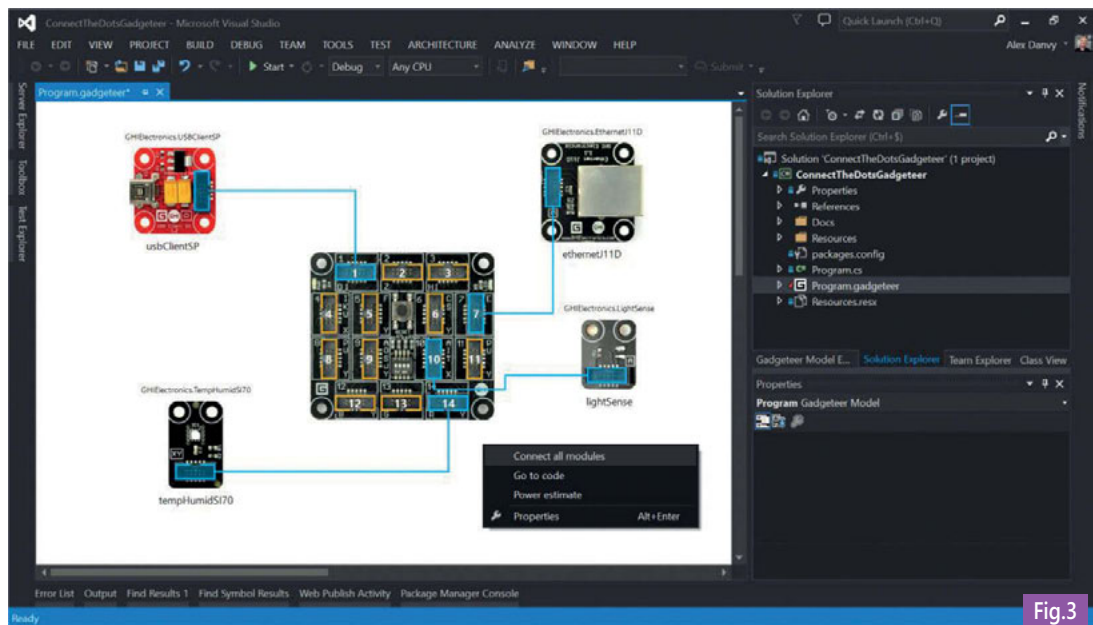 ConnectTheDotsGadgeteer - Microsoft Visual Studio
Quick Launch (Ctrl+Q)
FILE EDIT VIEW PROJECT BUILD DEBUG TEAM TOOLS TEST ARCHITECTURE ANALYZE WINDOW HELP
Alex Danvy
Start Debug Any CPU Submit
Server Explorer
Toolbox
Test Explorer
Program.gadgeteer*
GHIElectronics.USBClientSP
usbClientSP
GHIElectronics.EthernetJ11D
ethernetJ11D
1 2 3
4 5 6 7
8 9 10 11
12 13 14
GHIElectronics.LightSense
lightSense
GHIElectronics.TempHumidSI70
XY
tempHumidSI70
Connect all modules
Go to code
Power estimate
Properties Alt+Enter
Solution Explorer
Search Solution Explorer (Ctrl+$)
Solution 'ConnectTheDotsGadgeteer' (1 project)
ConnectTheDotsGadgeteer
Properties
References
Docs
Resources
packages.config
Program.cs
Program.gadgeteer
Resources.resx
Gadgeteer Model E... Solution Explorer Team Explorer Class View
Properties
Program Gadgeteer Model
Notifications
Error List Output Find Results 1 Find Symbol Results Web Publish Activity Package Manager Console
Ready
Fig.3